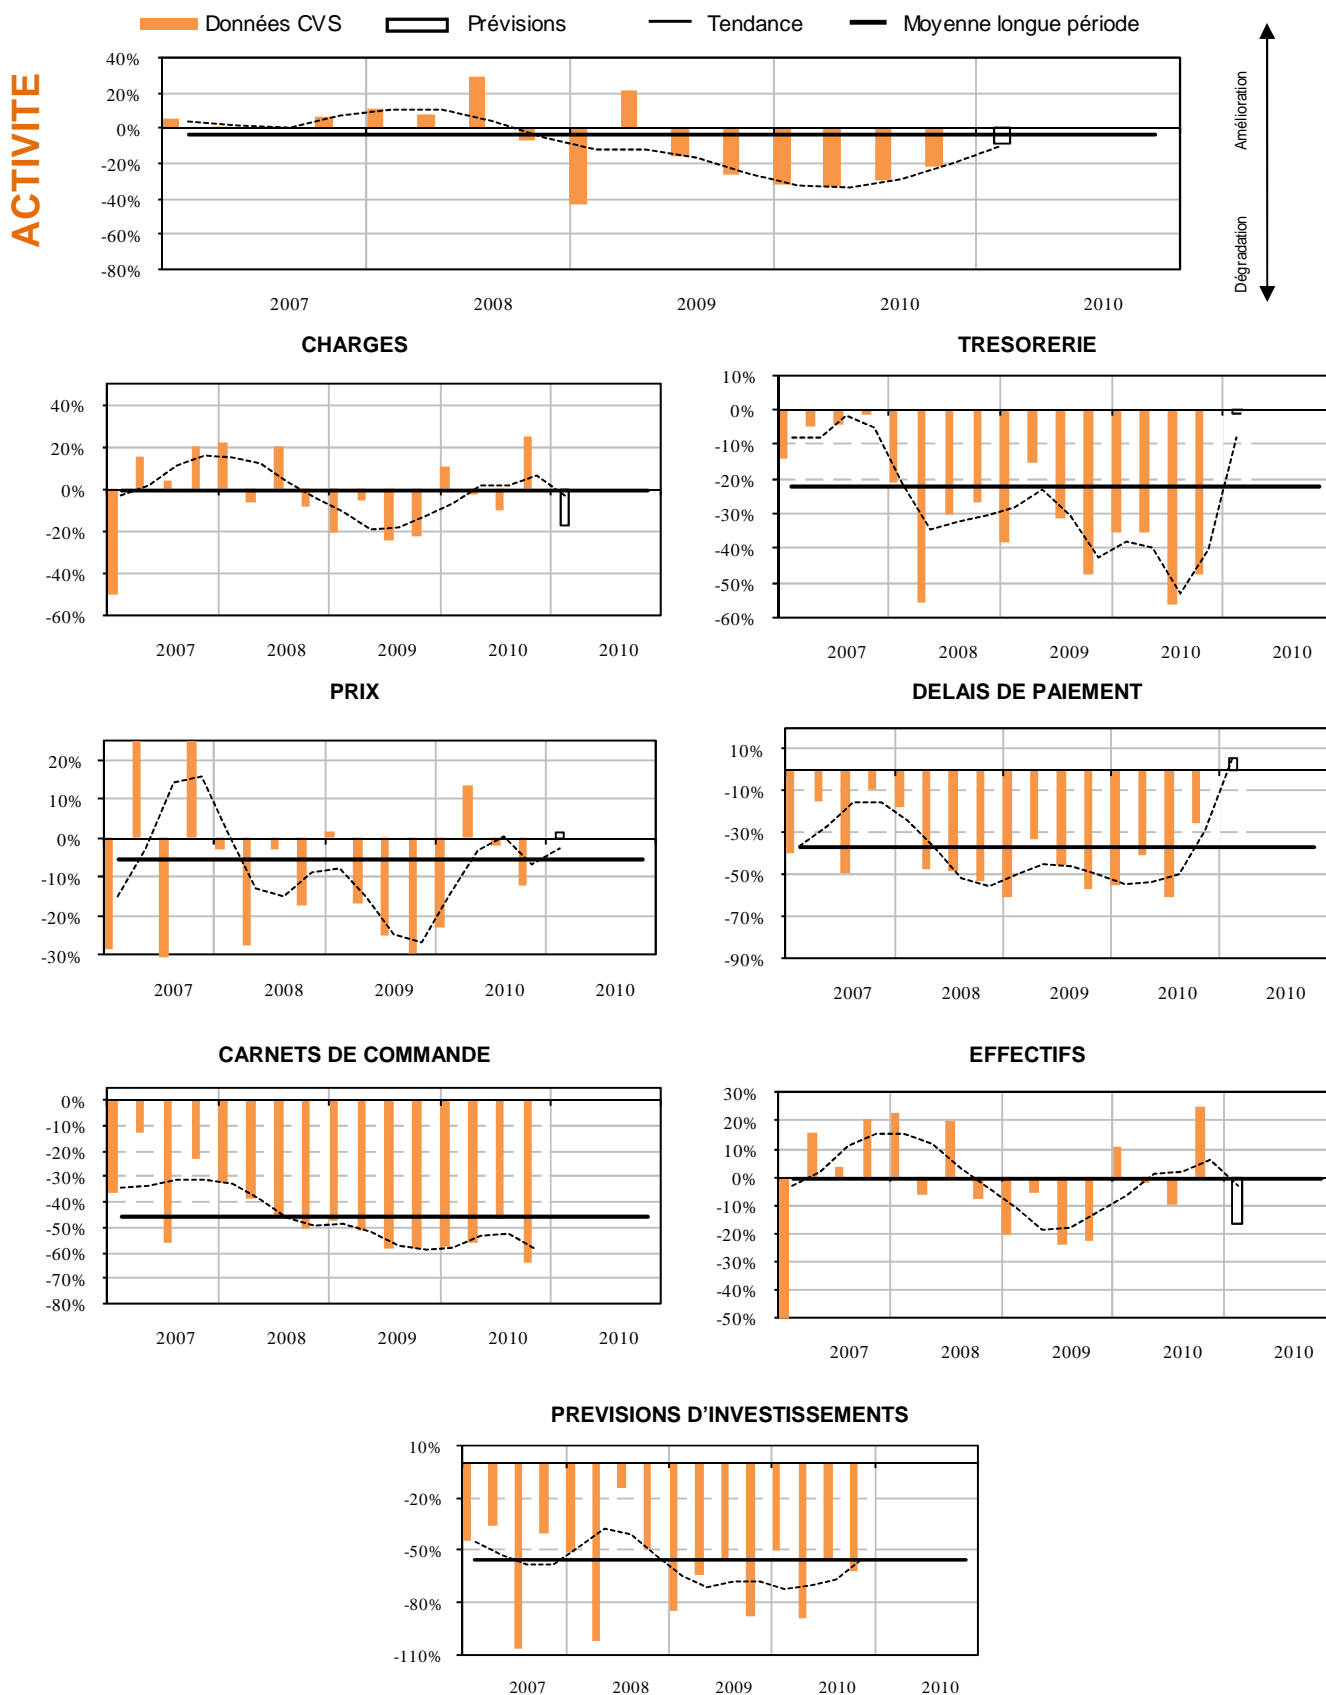 Données CVS Prévisions Tendance Moyenne longue période
ACTIVITE
40%
20%
0%
-20%
-40%
-60%
-80%
2007 2008 2009 2010 2010
Amélioration
Dégradation
CHARGES
40%
20%
0%
-20%
-40%
-60%
2007 2008 2009 2010 2010
TRESORERIE
10%
0%
-10%
-20%
-30%
-40%
-50%
-60%
2007 2008 2009 2010 2010
PRIX
20%
10%
0%
-10%
-20%
-30%
2007 2008 2009 2010 2010
DELAIS DE PAIEMENT
10%
-10%
-30%
-50%
-70%
-90%
2007 2008 2009 2010 2010
CARNETS DE COMMANDE
0%
-10%
-20%
-30%
-40%
-50%
-60%
-70%
-80%
2007 2008 2009 2010 2010
EFFECTIFS
30%
20%
10%
0%
-10%
-20%
-30%
-40%
-50%
2007 2008 2009 2010 2010
PREVISIONS D’INVESTISSEMENTS
10%
-20%
-50%
-80%
-110%
2007 2008 2009 2010 2010